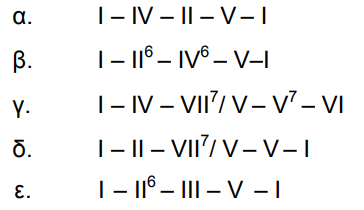 α. I – IV – II – V – I
β. I – II⁶ – IV⁶ – V–I
γ. I – IV – VII⁷/ V – V⁷ – VI
δ. I – II – VII⁷/ V – V – I
ε. I – II⁶ – III – V – I